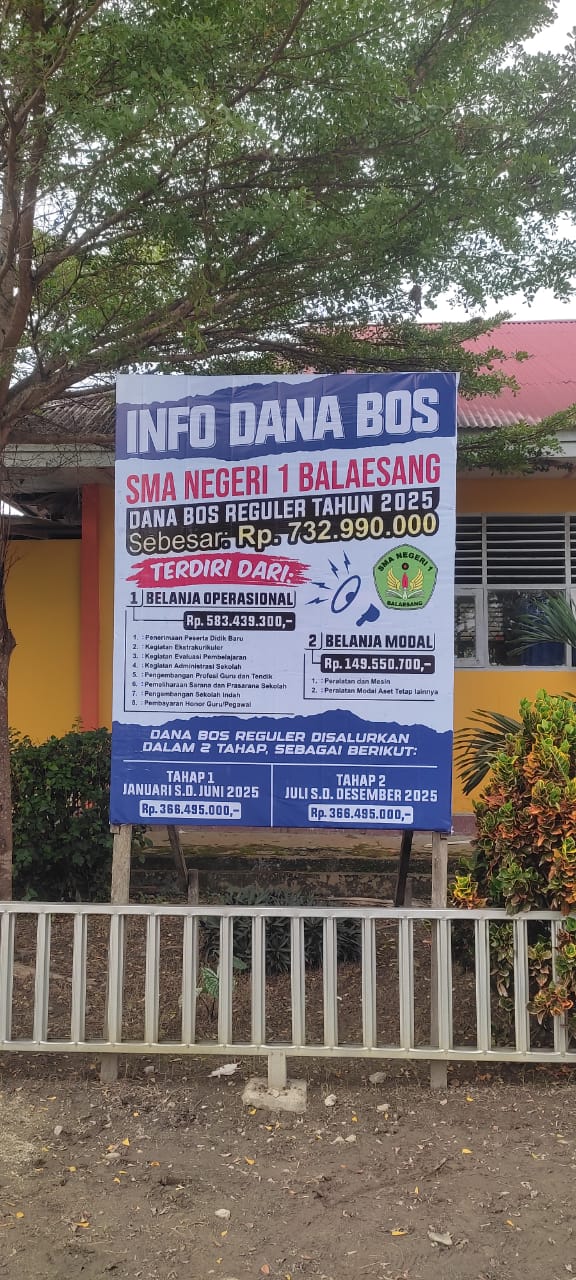 INFO DANA BOS
SMA NEGERI 1 BALAESANG
DANA BOS REGULER TAHUN 2025
Sebesar: Rp. 732.990.000
TERDIRI DARI:
SMA NEGERI 1
BALAESANG
1 BELANJA OPERASIONAL
Rp. 583.439.300,-
1. : Penerimaan Peserta Didik Baru
2. : Kegiatan Ekstrakurikuler
3. : Kegiatan Evaluasi Pembelajaran
4. : Kegiatan Administrasi Sekolah
5. : Pengembangan Profesi Guru dan Tendik
6. : Pemeliharaan Sarana dan Prasarana Sekolah
7. : Pengembangan Sekolah Indah
8. : Pembayaran Honor Guru/Pegawai
2 BELANJA MODAL
Rp. 149.550.700,-
1. : Peralatan dan Mesin
2. : Peralatan Modal Aset Tetap lainnya
DANA BOS REGULER DISALURKAN
DALAM 2 TAHAP, SEBAGAI BERIKUT:
TAHAP 1
JANUARI S.D. JUNI 2025
Rp. 366.495.000,-
TAHAP 2
JULI S.D. DESEMBER 2025
Rp. 366.495.000,-